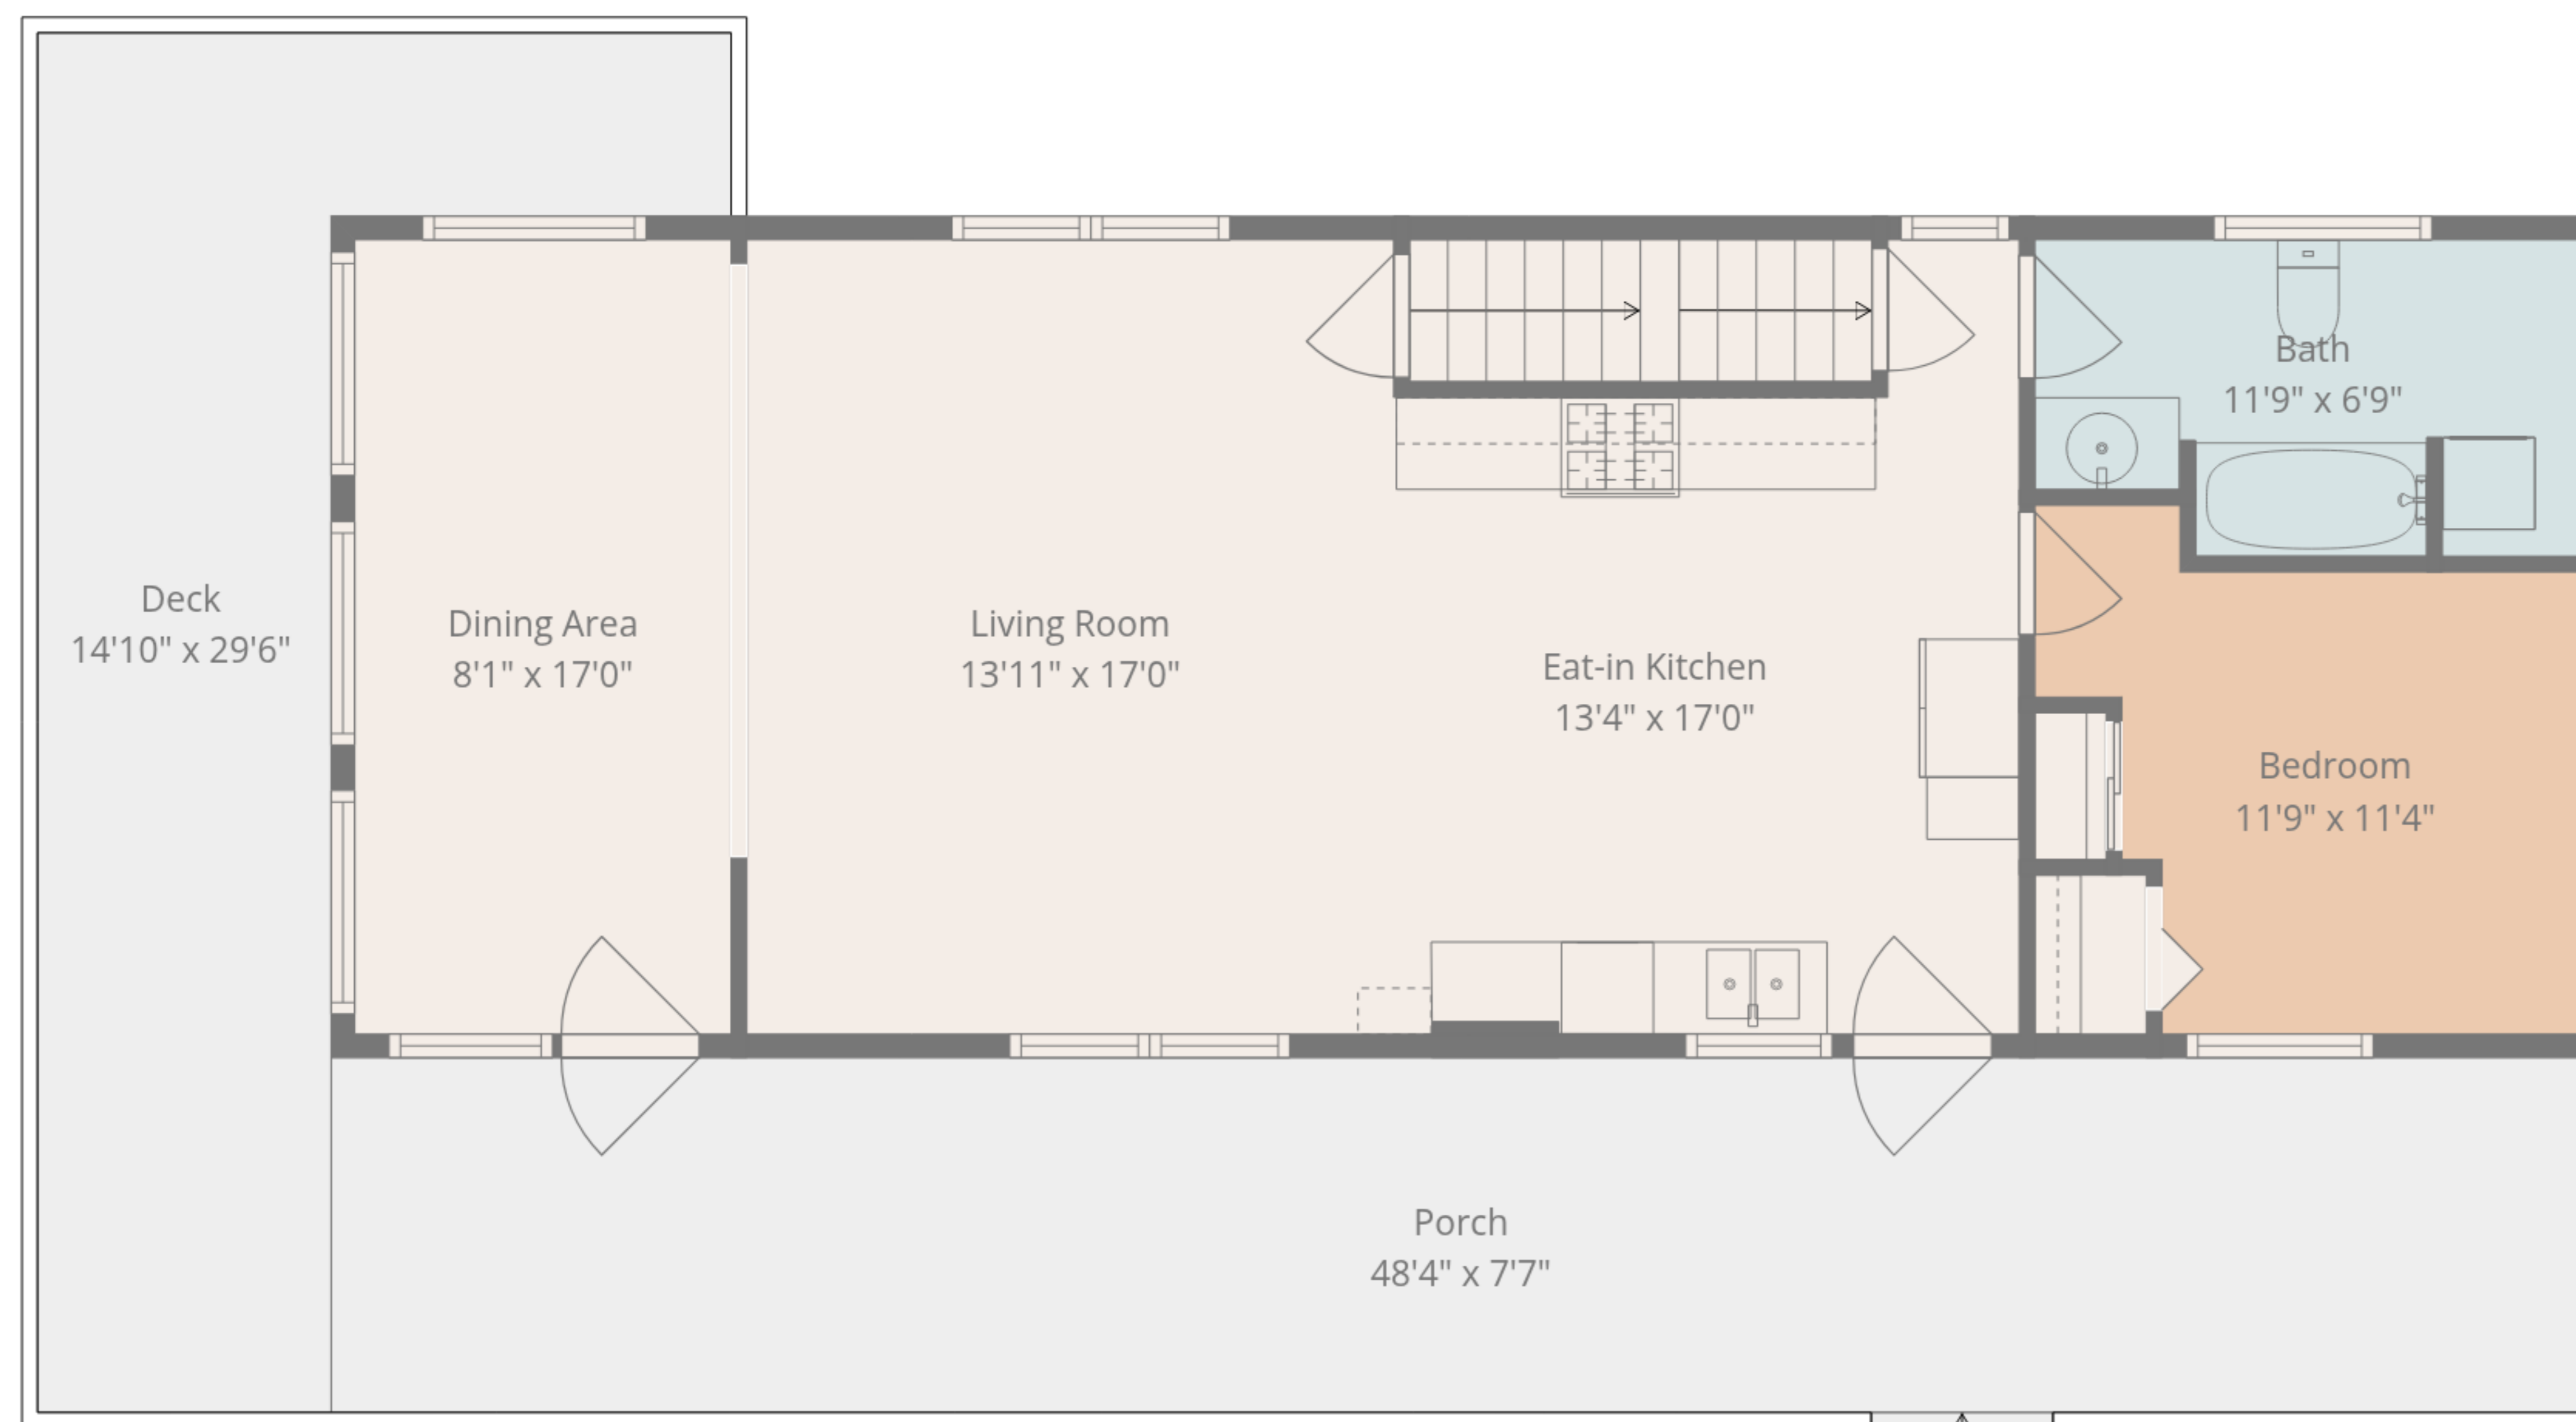 Deck
14'10" x 29'6"
Dining Area
8'1" x 17'0"
Living Room
13'11" x 17'0"
Eat-in Kitchen
13'4" x 17'0"
Bath
11'9" x 6'9"
Bedroom
11'9" x 11'4"
Porch
48'4" x 7'7"